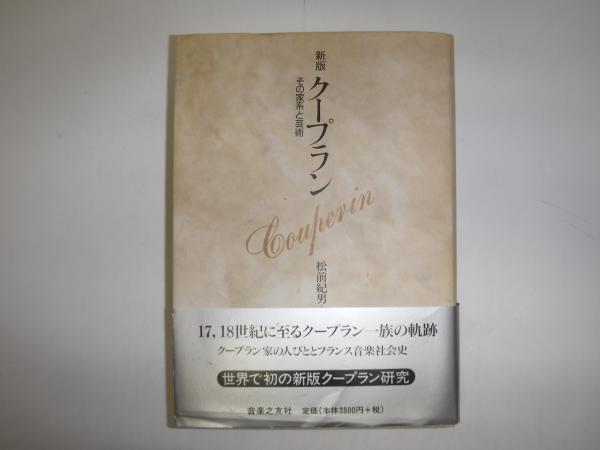 新版
クープラン
その家系と芸術
Couperin
松前紀男
17, 18世紀に至るクープラン一族の軌跡
クープラン家の人びととフランス音楽社会史
世界で初の新版クープラン研究
音楽之友社 定価(本体3800円+税)